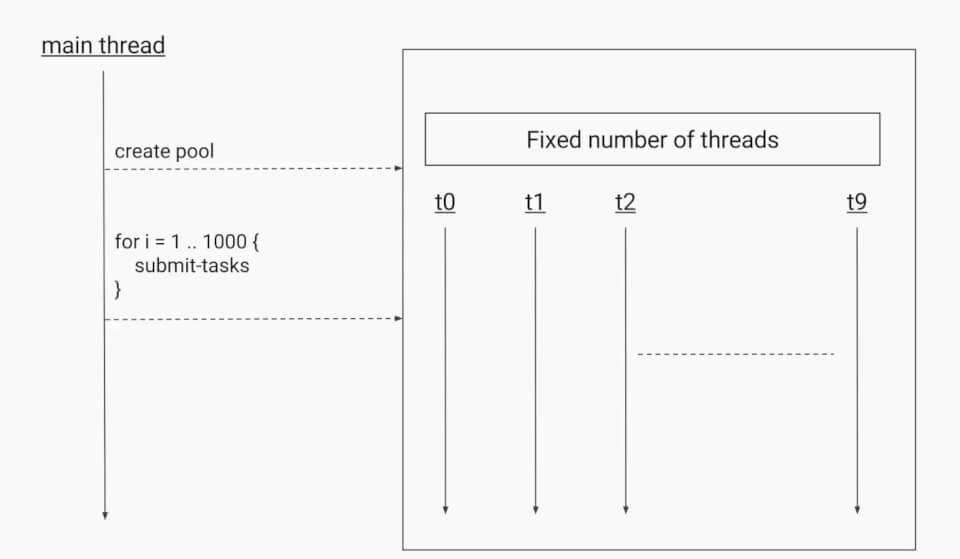 main thread
create pool
for i = 1 .. 1000 {
submit-tasks
}
Fixed number of threads
t0 t1 t2 t9